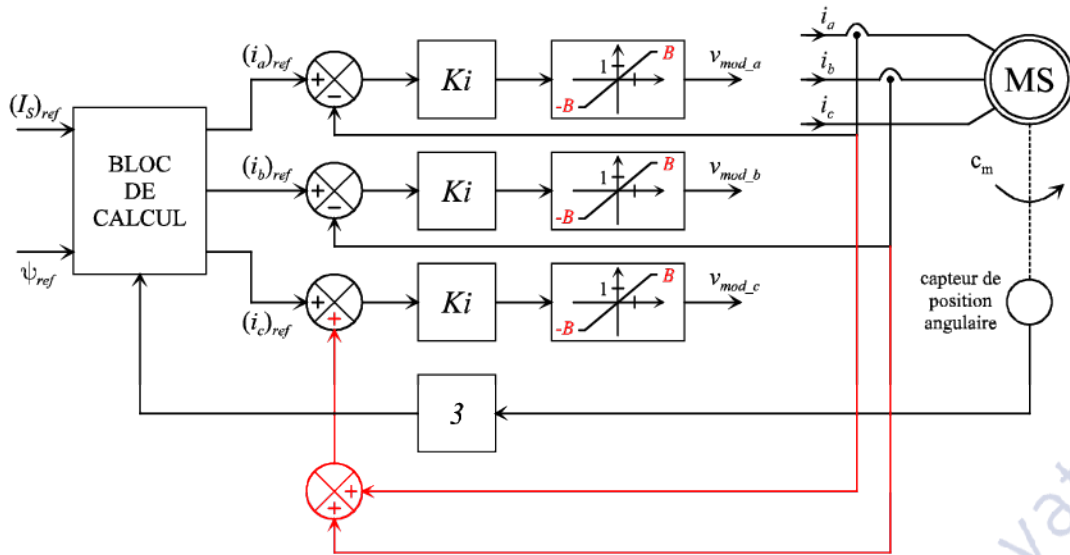 (I_S)_ref
ψ_ref
BLOC
DE
CALCUL
(i_a)_ref
+
−
Ki
1
B
-B
v_mod_a
(i_b)_ref
+
−
Ki
1
B
-B
v_mod_b
(i_c)_ref
+
+
Ki
1
B
-B
v_mod_c
i_a
i_b
i_c
MS
c_m
capteur de
position
angulaire
3
+
+